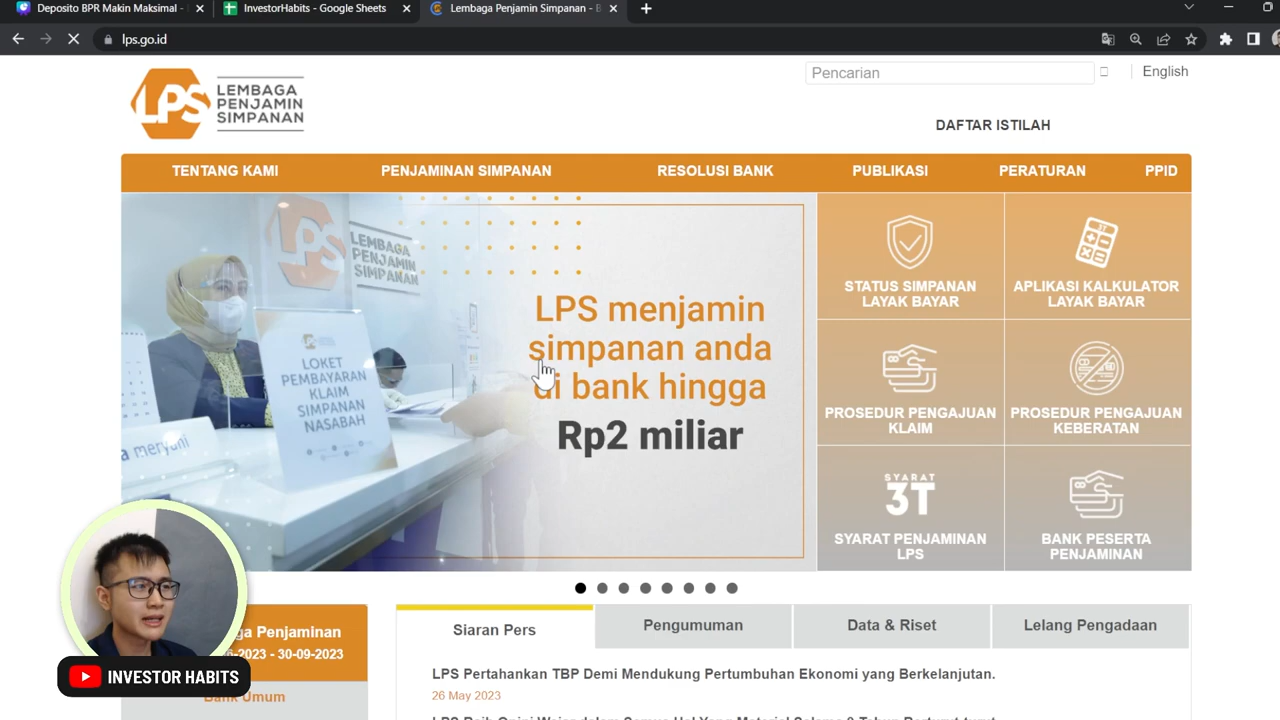 Deposito BPR Makin Maksimal -
InvestorHabits - Google Sheets
Lembaga Penjamin Simpanan - B
lps.go.id
LPS
LEMBAGA
PENJAMIN
SIMPANAN
Pencarian
English
DAFTAR ISTILAH
TENTANG KAMI
PENJAMINAN SIMPANAN
RESOLUSI BANK
PUBLIKASI
PERATURAN
PPID
LPS
LEMBAGA
PENJAMIN
SIMPANAN
LOKET
PEMBAYARAN
KLAIM
SIMPANAN
NASABAH
LPS menjamin
simpanan anda
di bank hingga
Rp2 miliar
STATUS SIMPANAN
LAYAK BAYAR
APLIKASI KALKULATOR
LAYAK BAYAR
PROSEDUR PENGAJUAN
KLAIM
PROSEDUR PENGAJUAN
KEBERATAN
SYARAT
3T
SYARAT PENJAMINAN
LPS
BANK PESERTA
PENJAMINAN
Penjaminan
-2023 - 30-09-2023
Bank Umum
INVESTOR HABITS
Siaran Pers
Pengumuman
Data & Riset
Lelang Pengadaan
LPS Pertahankan TBP Demi Mendukung Pertumbuhan Ekonomi yang Berkelanjutan.
26 May 2023